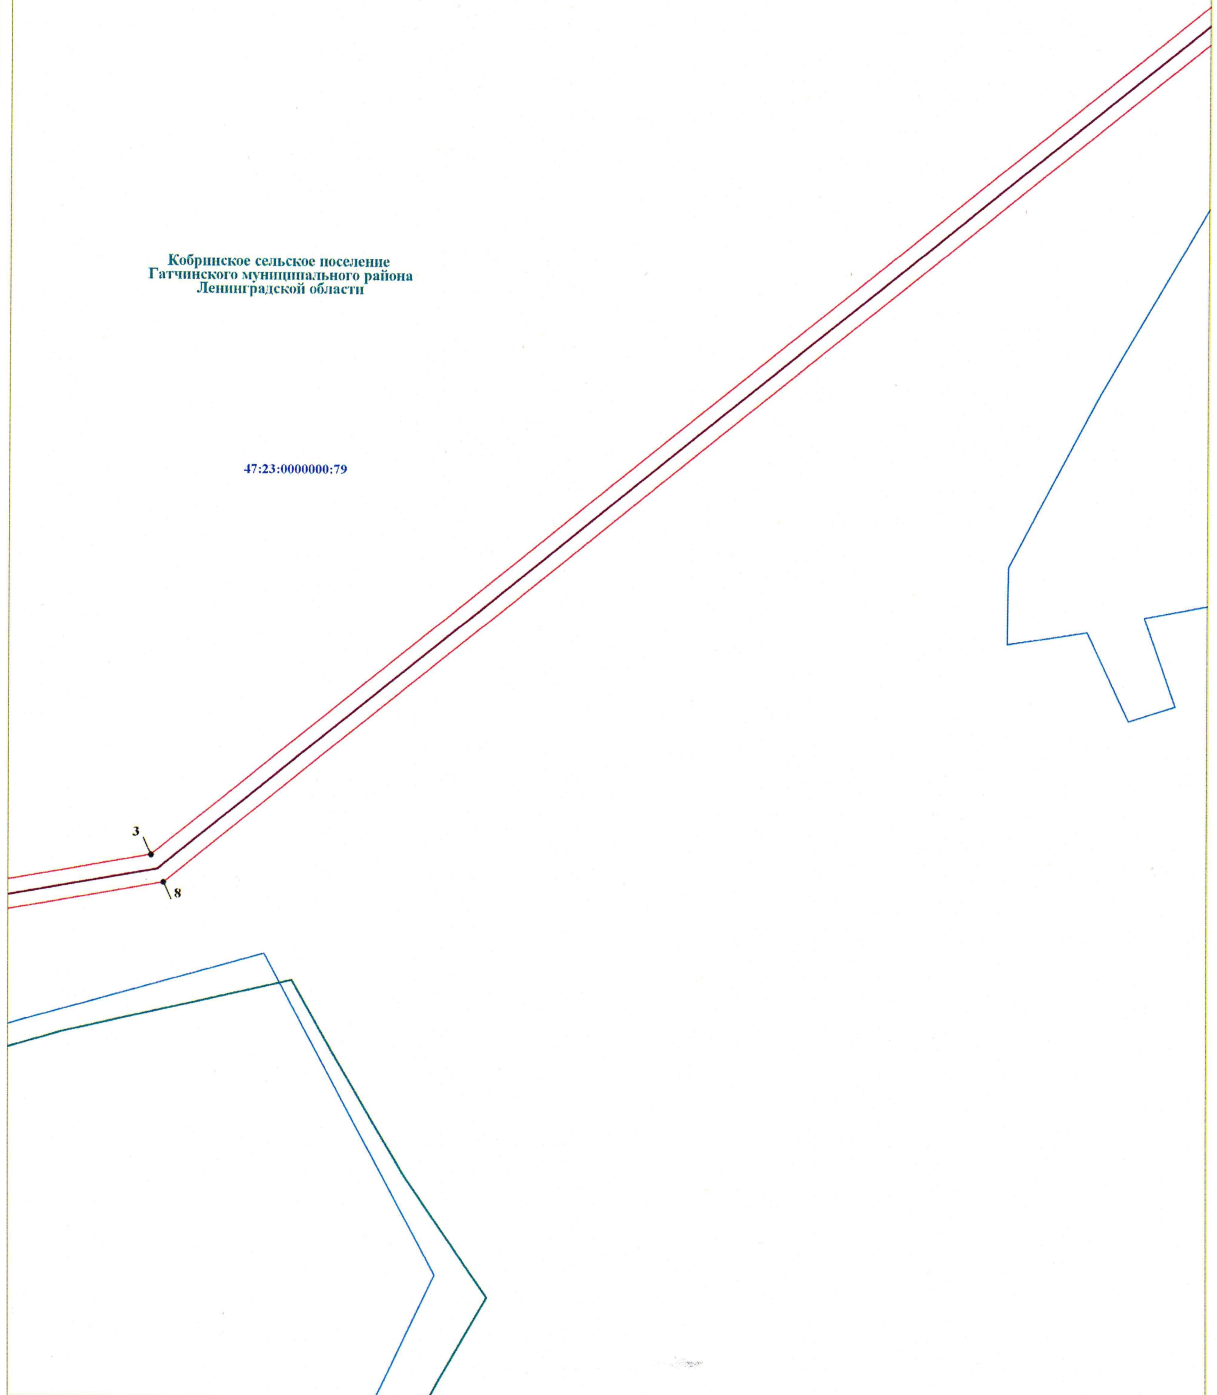 Кобринское сельское поселение
Гатчинского муниципального района
Ленинградской области
47:23:0000000:79
3
8